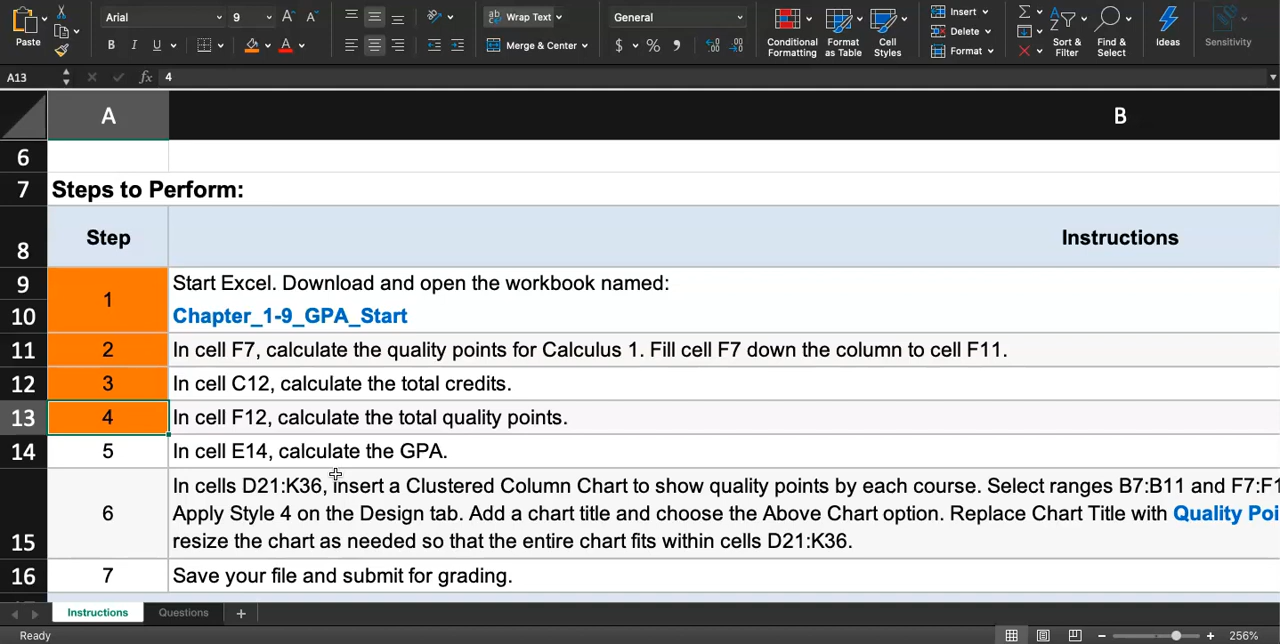 Paste
Arial
9
A^
A˅
B I U
A
ab Wrap Text
Merge & Center
General
$ % ,
Conditional Formatting
Format as Table
Cell Styles
Insert
Delete
Format
Sort & Filter
Find & Select
Ideas
Sensitivity
A13
fx 4
A B
6
7 Steps to Perform:
8 Step Instructions
9 1 Start Excel. Download and open the workbook named:
10 Chapter_1-9_GPA_Start
11 2 In cell F7, calculate the quality points for Calculus 1. Fill cell F7 down the column to cell F11.
12 3 In cell C12, calculate the total credits.
13 4 In cell F12, calculate the total quality points.
14 5 In cell E14, calculate the GPA.
In cells D21:K36, insert a Clustered Column Chart to show quality points by each course. Select ranges B7:B11 and F7:F1
6 Apply Style 4 on the Design tab. Add a chart title and choose the Above Chart option. Replace Chart Title with Quality Poi
15 resize the chart as needed so that the entire chart fits within cells D21:K36.
16 7 Save your file and submit for grading.
Instructions Questions +
Ready
− + 256%